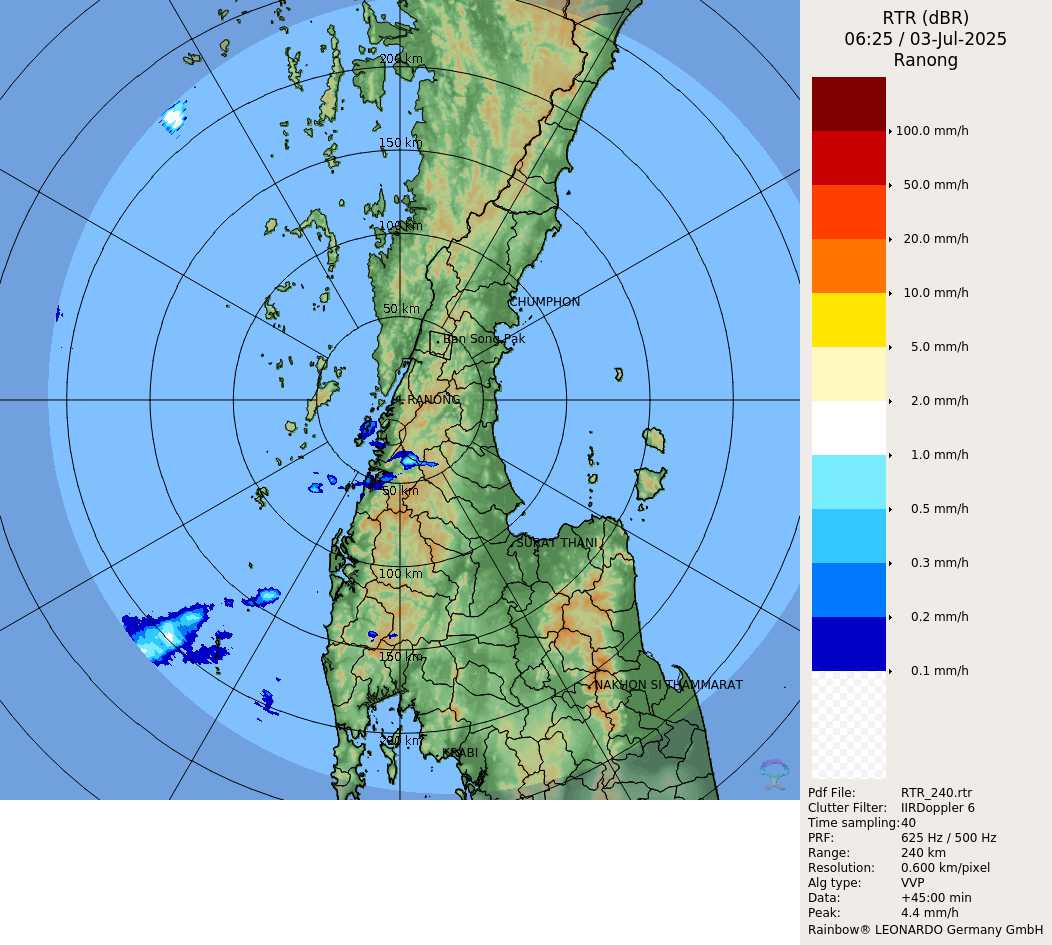 RTR (dBR)
06:25 / 03-Jul-2025
Ranong
200 km
150 km
100 km
50 km
CHUMPHON
Ban Song Pak
RANONG
50 km
SURAT THANI
100 km
150 km
NAKHON SI THAMMARAT
200 km
KRABI
100.0 mm/h
50.0 mm/h
20.0 mm/h
10.0 mm/h
5.0 mm/h
2.0 mm/h
1.0 mm/h
0.5 mm/h
0.3 mm/h
0.2 mm/h
0.1 mm/h
Pdf File: RTR_240.rtr
Clutter Filter: IIRDoppler 6
Time sampling:40
PRF: 625 Hz / 500 Hz
Range: 240 km
Resolution: 0.600 km/pixel
Alg type: VVP
Data: +45:00 min
Peak: 4.4 mm/h
Rainbow® LEONARDO Germany GmbH